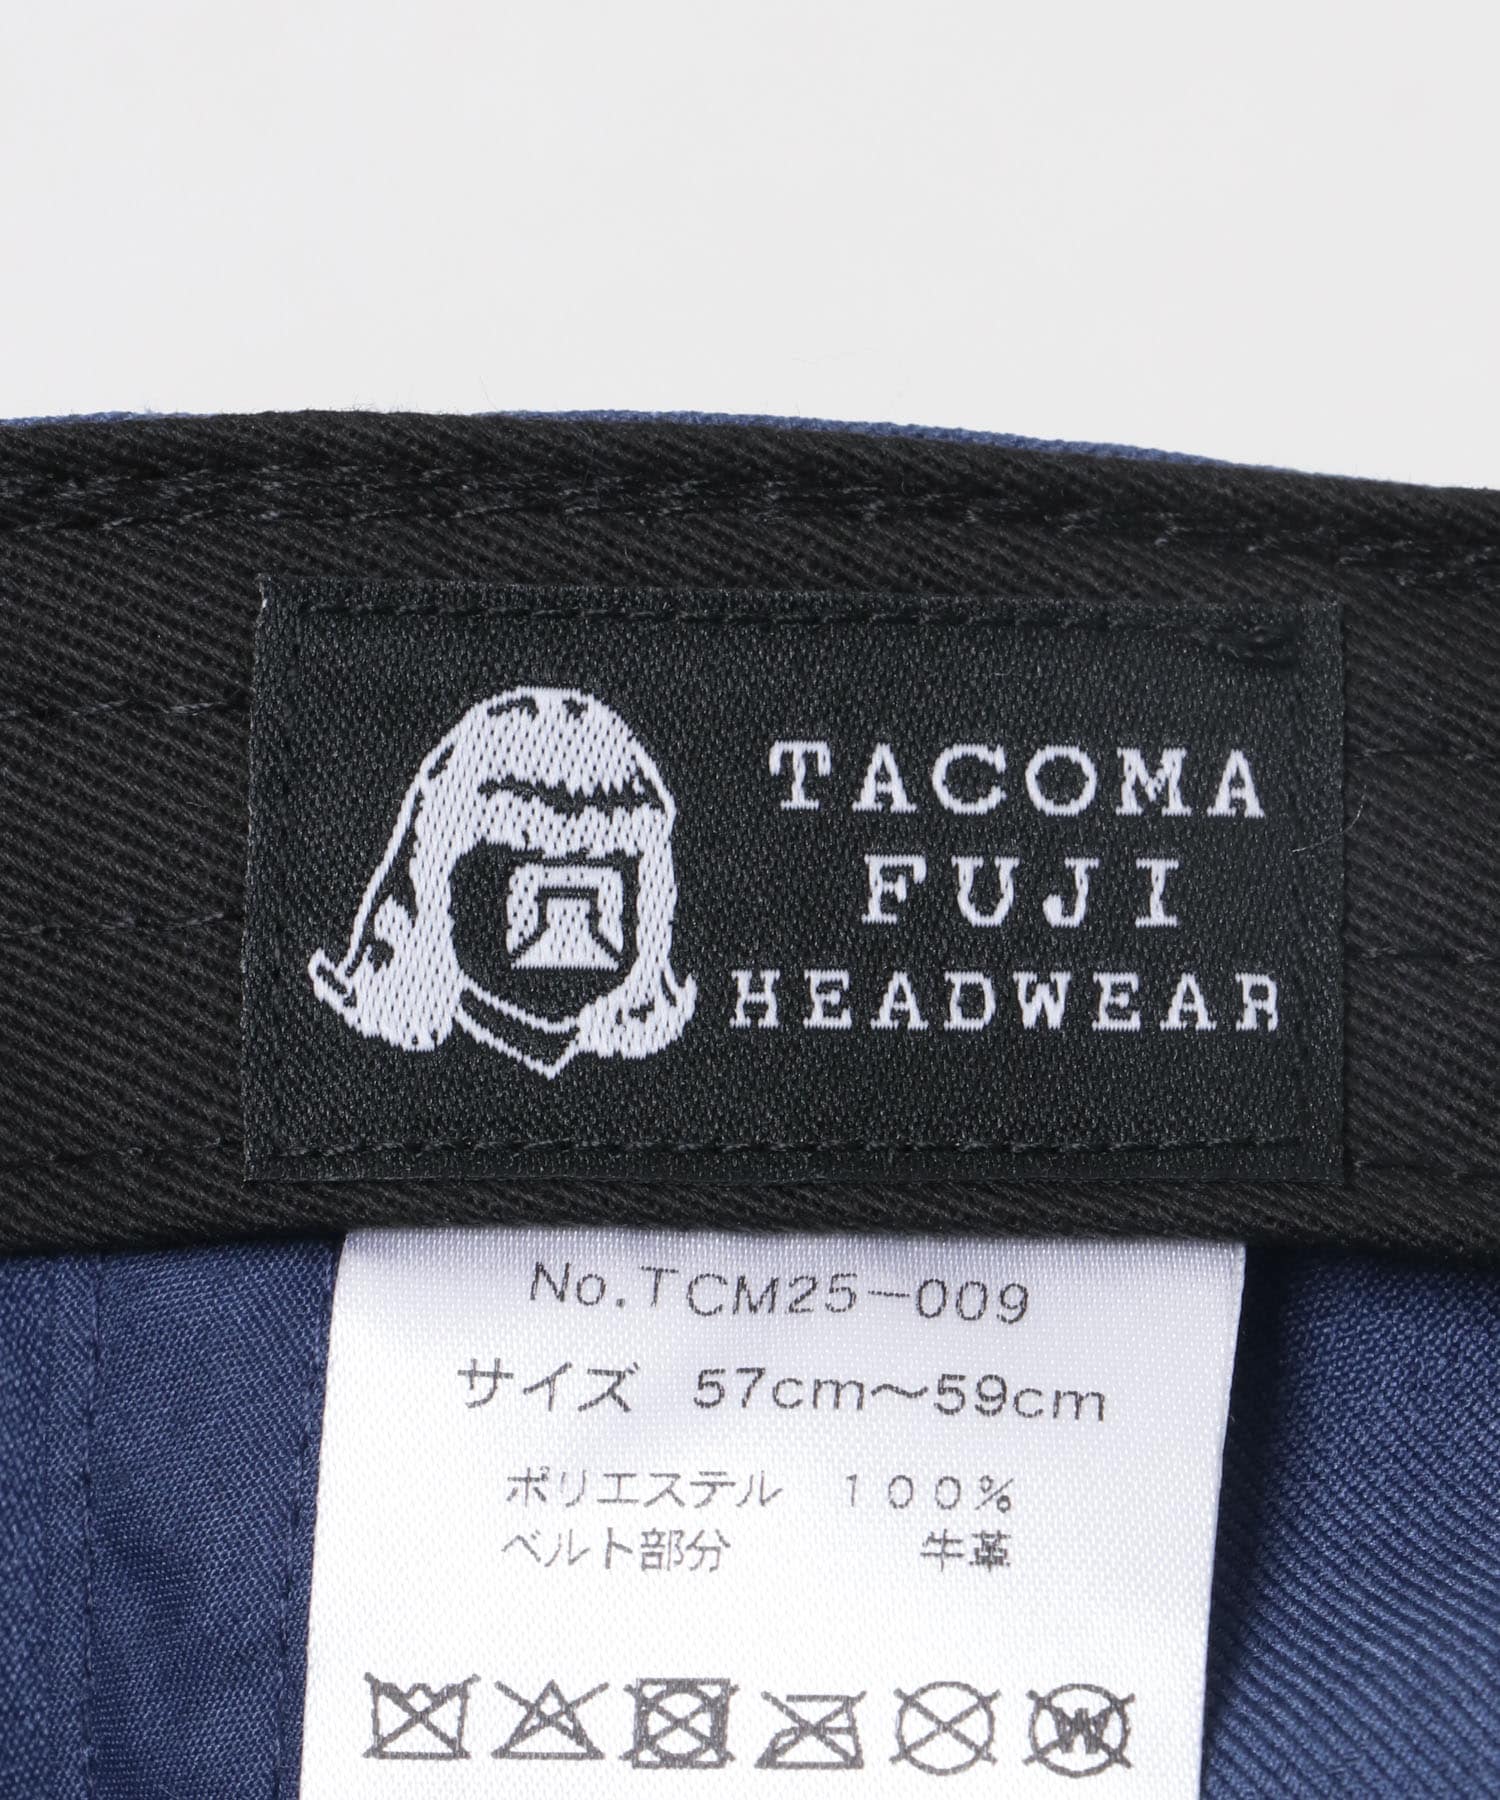 TACOMA
FUJI
HEADWEAR
No.TCM25-009
サイズ 57cm～59cm
ポリエステル 100%
ベルト部分 牛革
W